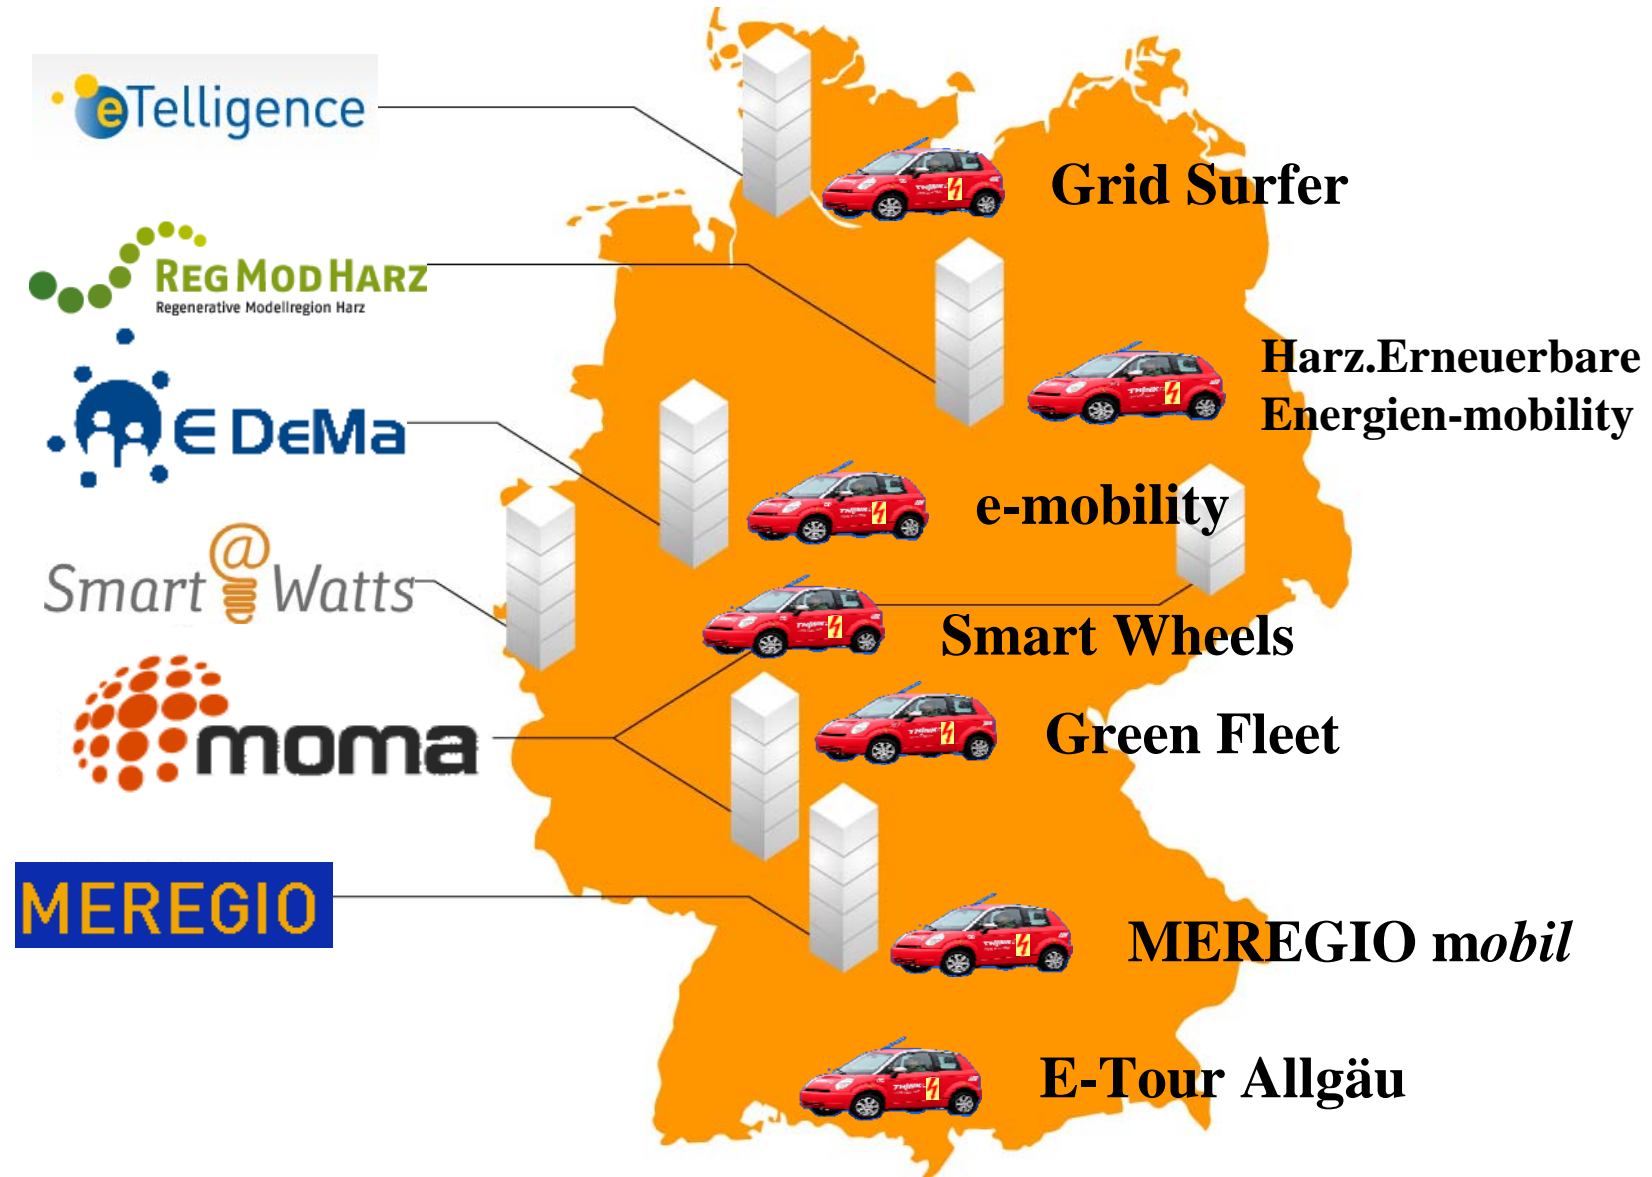 eTelligence
Grid Surfer
REGMODHARZ
Regenerative Modellregion Harz
Harz.Erneuerbare
Energien-mobility
E DeMa
e-mobility
Smart@Watts
Smart Wheels
moma
Green Fleet
MEREGIO
MEREGIO mobil
E-Tour Allgäu